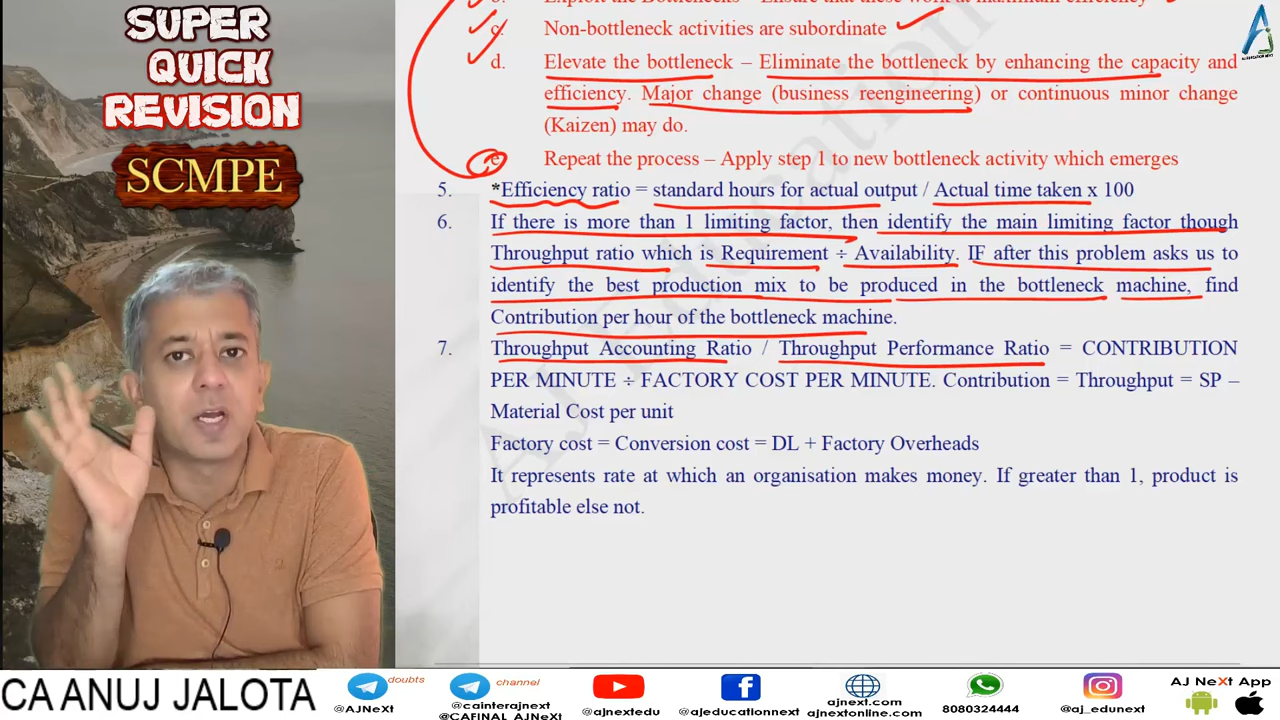 SUPER
QUICK
REVISION
SCMPE
Non-bottleneck activities are subordinate
d. Elevate the bottleneck – Eliminate the bottleneck by enhancing the capacity and
efficiency. Major change (business reengineering) or continuous minor change
(Kaizen) may do.
e. Repeat the process – Apply step 1 to new bottleneck activity which emerges
5. *Efficiency ratio = standard hours for actual output / Actual time taken x 100
6. If there is more than 1 limiting factor, then identify the main limiting factor though
Throughput ratio which is Requirement ÷ Availability. IF after this problem asks us to
identify the best production mix to be produced in the bottleneck machine, find
Contribution per hour of the bottleneck machine.
7. Throughput Accounting Ratio / Throughput Performance Ratio = CONTRIBUTION
PER MINUTE ÷ FACTORY COST PER MINUTE. Contribution = Throughput = SP –
Material Cost per unit
Factory cost = Conversion cost = DL + Factory Overheads
It represents rate at which an organisation makes money. If greater than 1, product is
profitable else not.
CA ANUJ JALOTA
doubts
@AJNeXt
channel
@cainterajnext
@CAFINAL_AJNeXt
@ajnextedu
@ajeducationnext
ajnext.com
ajnextonline.com
8080324444
@aj_edunext
AJ NeXt App